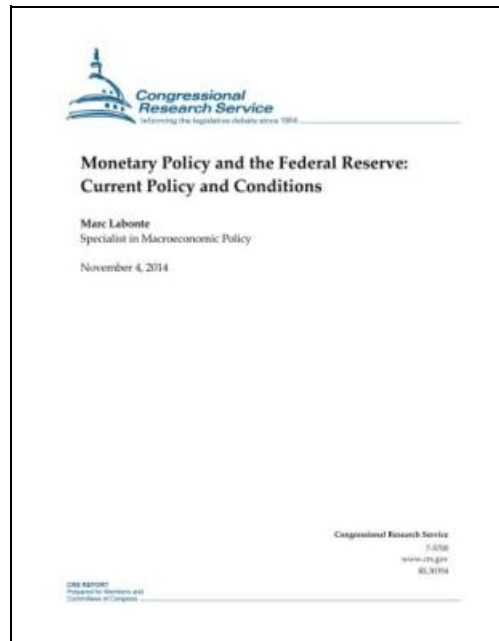 Congressional
Research Service
Informing the legislative debate since 1914
Monetary Policy and the Federal Reserve:
Current Policy and Conditions
Marc Labonte
Specialist in Macroeconomic Policy
November 4, 2014
Congressional Research Service
7-5700
www.crs.gov
RL30354
CRS REPORT
Prepared for Members and
Committees of Congress